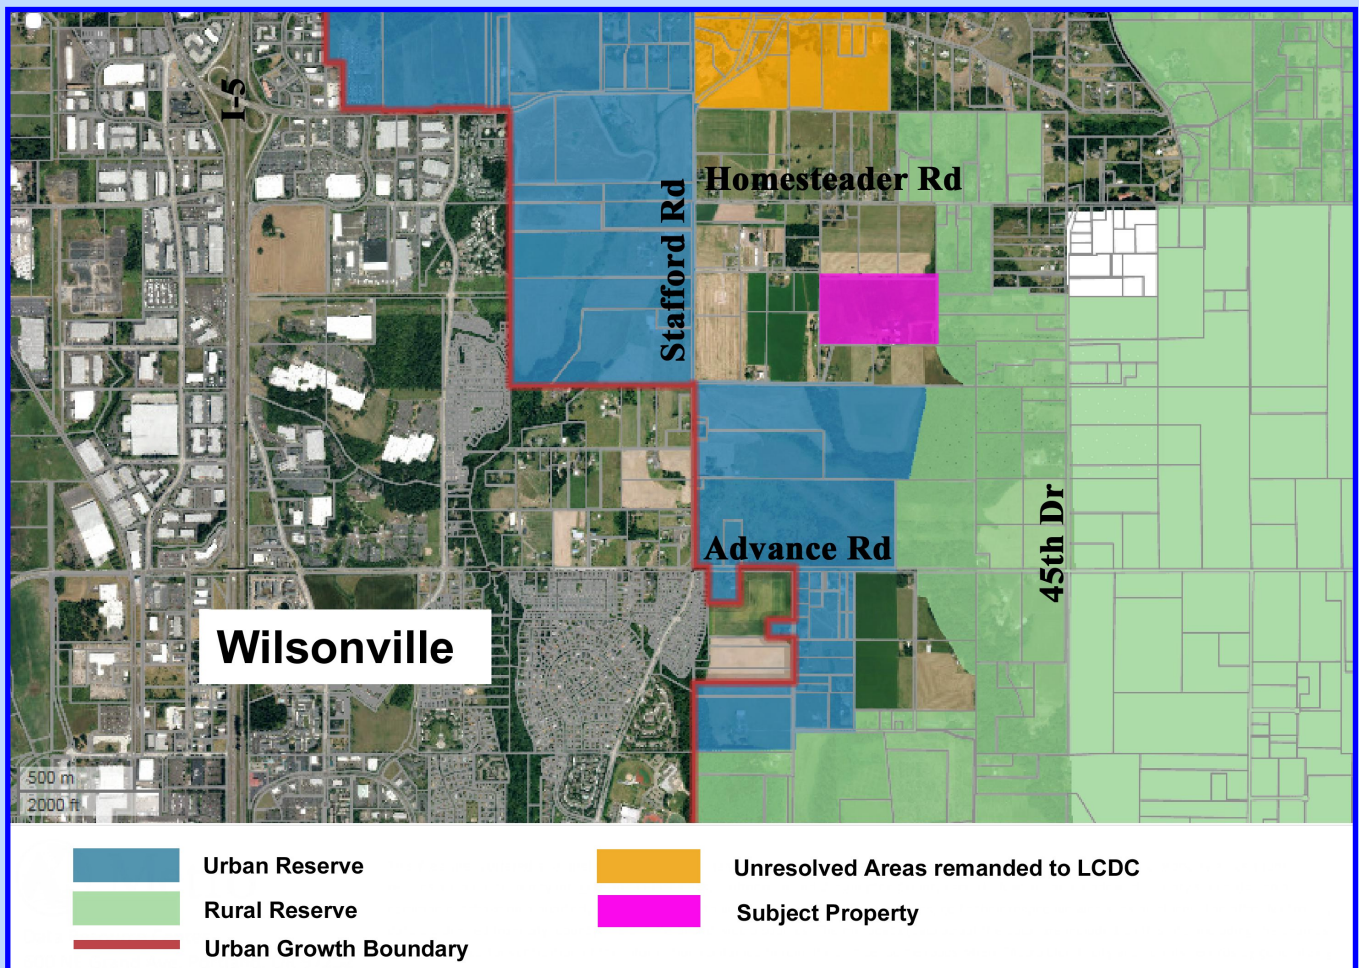 I-5
Homesteader Rd
Stafford Rd
Advance Rd
45th Dr
Wilsonville
500 m
2000 ft
Urban Reserve
Unresolved Areas remanded to LCDC
Rural Reserve
Subject Property
Urban Growth Boundary